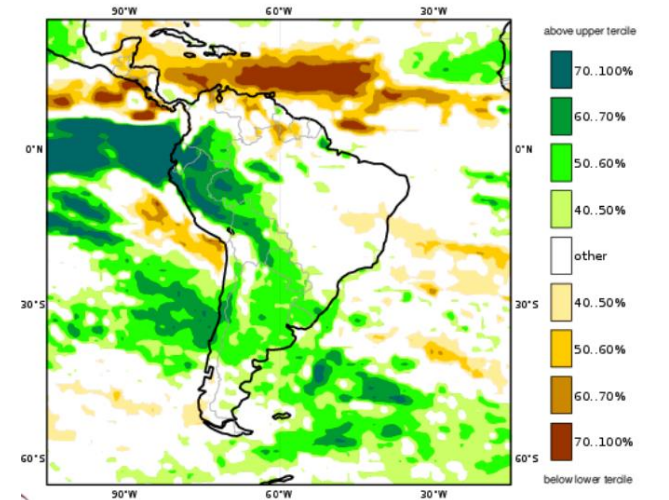 90°W 60°W 30°W
above upper tercile
70..100%
60..70%
0°N 0°N
50..60%
40..50%
other
40..50%
30°S 30°S
50..60%
60..70%
70..100%
60°S 60°S
below lower tercile
90°W 60°W 30°W